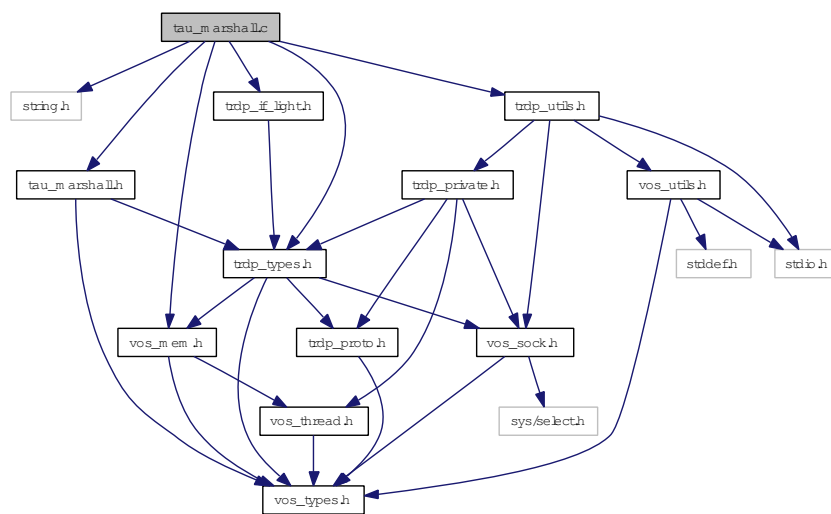 tau_marshall.c
string.h
trdp_if_light.h
trdp_utils.h
tau_marshall.h
trdp_private.h
vos_utils.h
trdp_types.h
stddef.h
stdio.h
vos_mem.h
trdp_proto.h
vos_sock.h
vos_thread.h
sys/select.h
vos_types.h